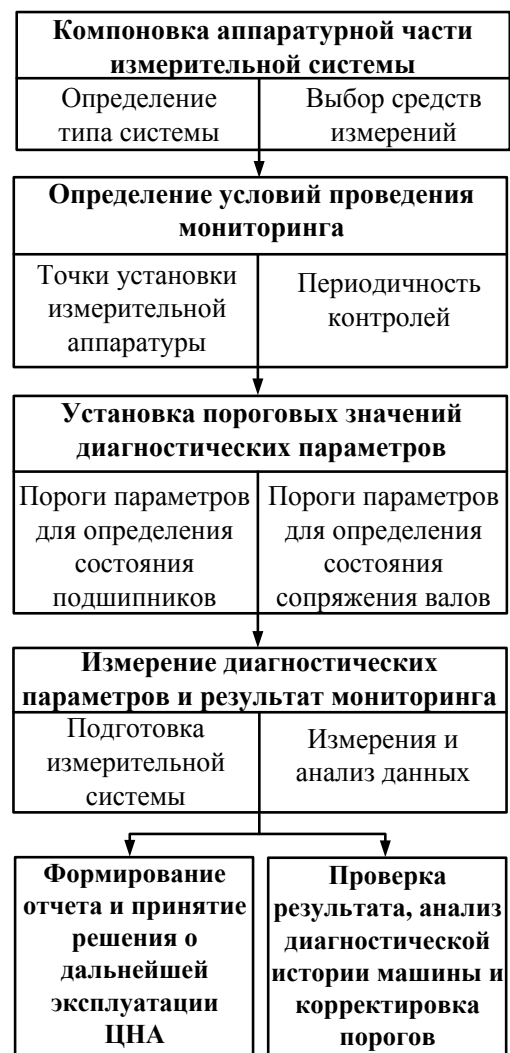 Компоновка аппаратурной части
измерительной системы
Определение
типа системы
Выбор средств
измерений
Определение условий проведения
мониторинга
Точки установки
измерительной
аппаратуры
Периодичность
контролей
Установка пороговых значений
диагностических параметров
Пороги параметров
для определения
состояния
подшипников
Пороги параметров
для определения
состояния
сопряжения валов
Измерение диагностических
параметров и результат мониторинга
Подготовка
измерительной
системы
Измерения и
анализ данных
Формирование
отчета и принятие
решения о
дальнейшей
эксплуатации
ЦНА
Проверка
результата, анализ
диагностической
истории машины и
корректировка
порогов